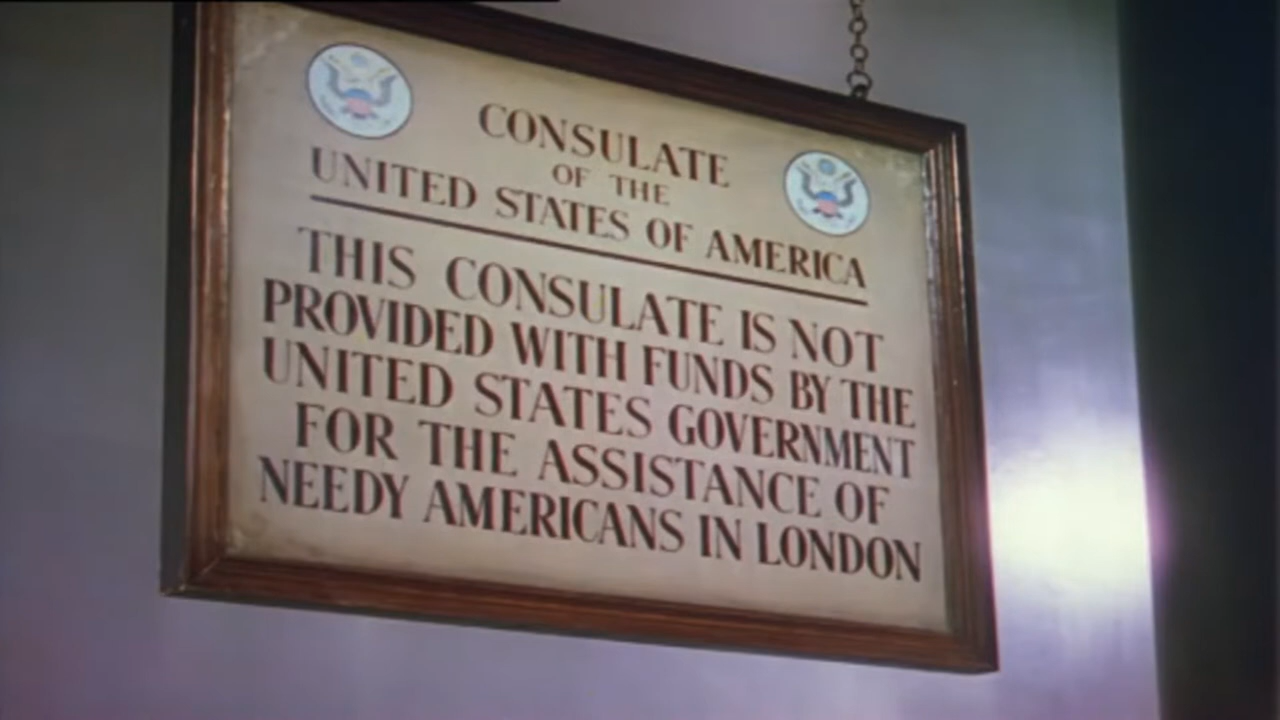 CONSULATE
OF THE
UNITED STATES OF AMERICA
THIS CONSULATE IS NOT
PROVIDED WITH FUNDS BY THE
UNITED STATES GOVERNMENT
FOR THE ASSISTANCE OF
NEEDY AMERICANS IN LONDON